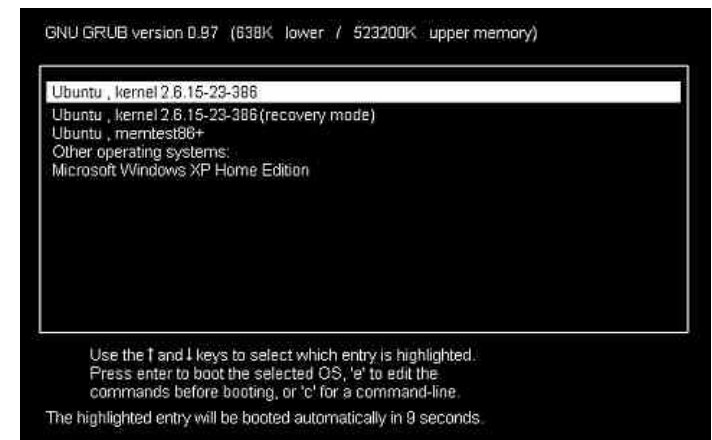 GNU GRUB version 0.97 (638K lower / 523200K upper memory)
Ubuntu , kernel 2.6.15-23-386
Ubuntu , kernel 2.6.15-23-386 (recovery mode)
Ubuntu , memtest86+
Other operating systems:
Microsoft Windows XP Home Edition
Use the ↑ and ↓ keys to select which entry is highlighted.
Press enter to boot the selected OS, 'e' to edit the
commands before booting, or 'c' for a command-line.
The highlighted entry will be booted automatically in 9 seconds.